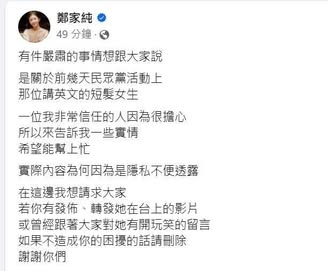 鄭家純
49 分鐘 ·
有件嚴肅的事情想跟大家說
是關於前幾天民眾黨活動上
那位講英文的短髮女生
一位我非常信任的人因為很擔心
所以來告訴我一些實情
希望能幫上忙
實際內容為何因為是隱私不便透露
在這邊我想請求大家
若你有發佈、轉發她在台上的影片
或曾經跟著大家對她有開玩笑的留言
如果不造成你的困擾的話請刪除
謝謝你們